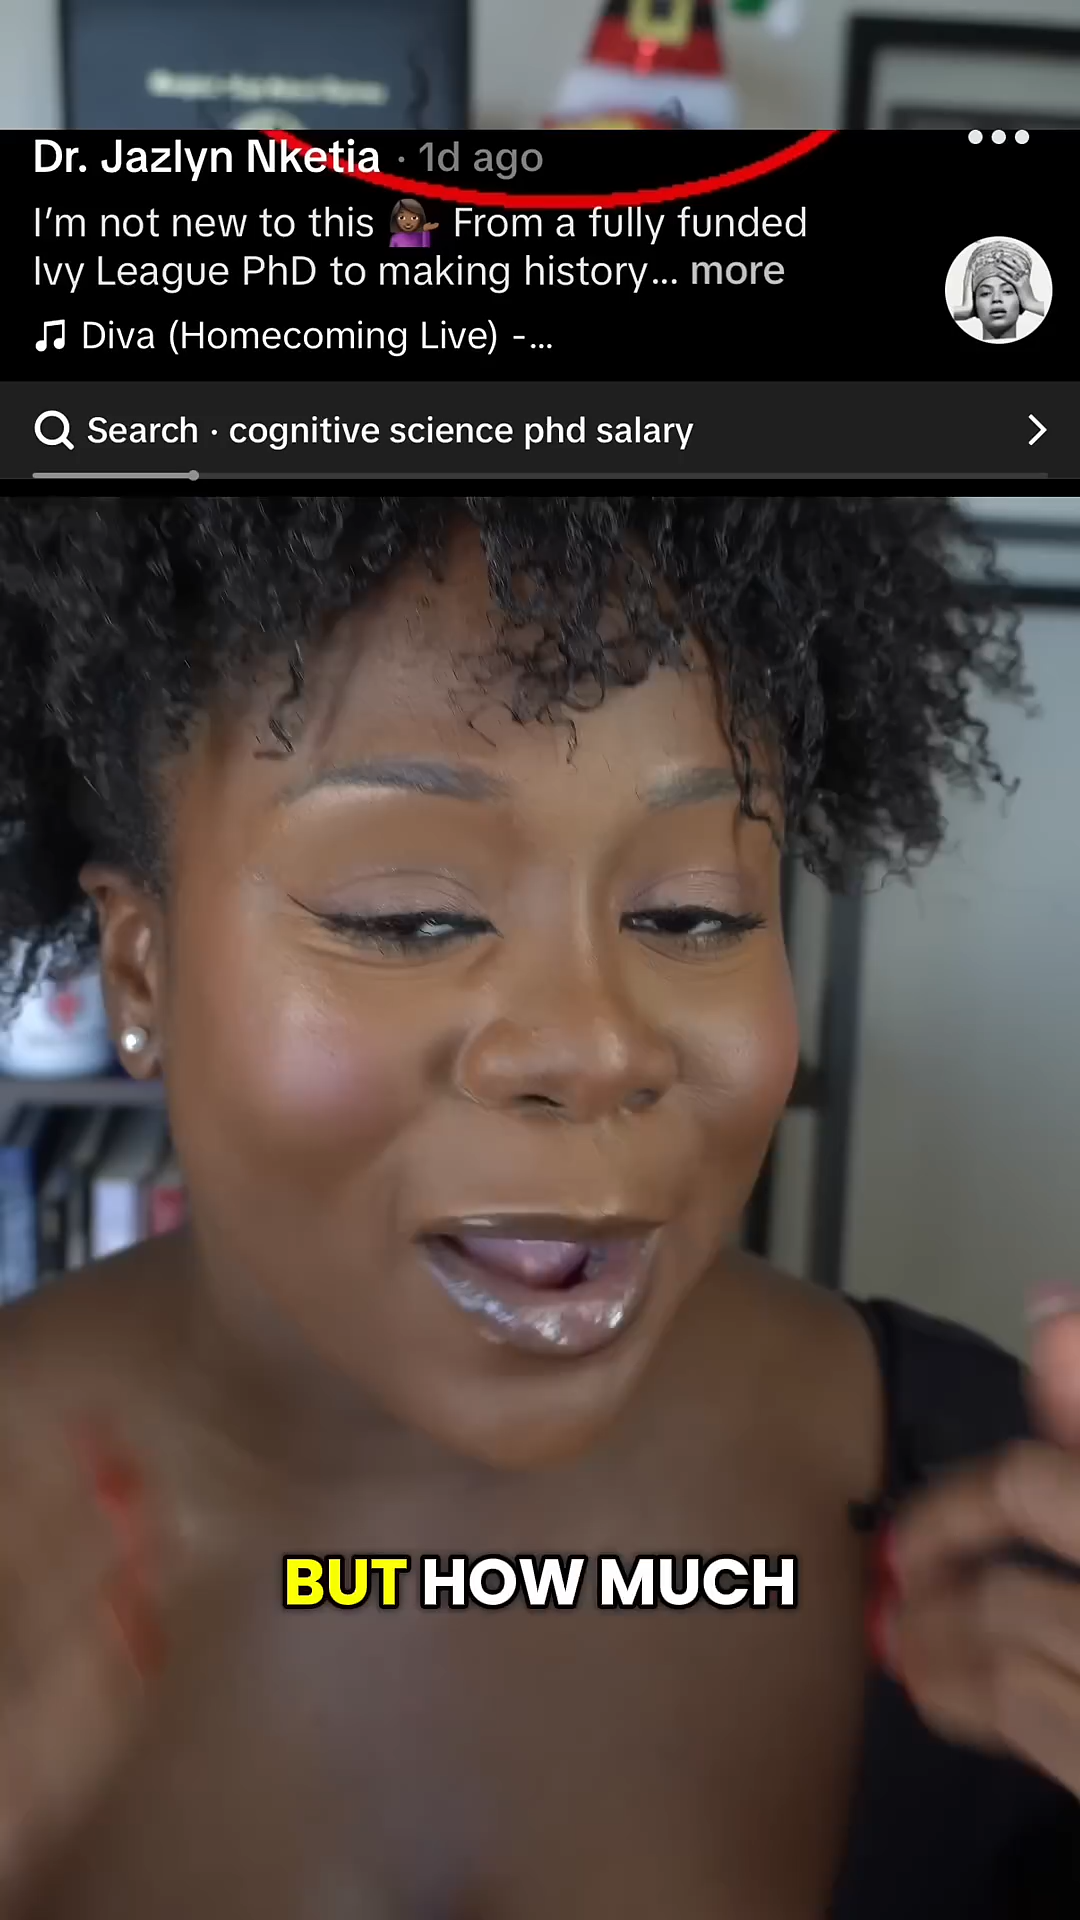 Dr. Jazlyn Nketia · 1d ago
I'm not new to this 💁🏾‍♀️ From a fully funded
Ivy League PhD to making history... more
Diva (Homecoming Live) -...
Search · cognitive science phd salary
BUT HOW MUCH